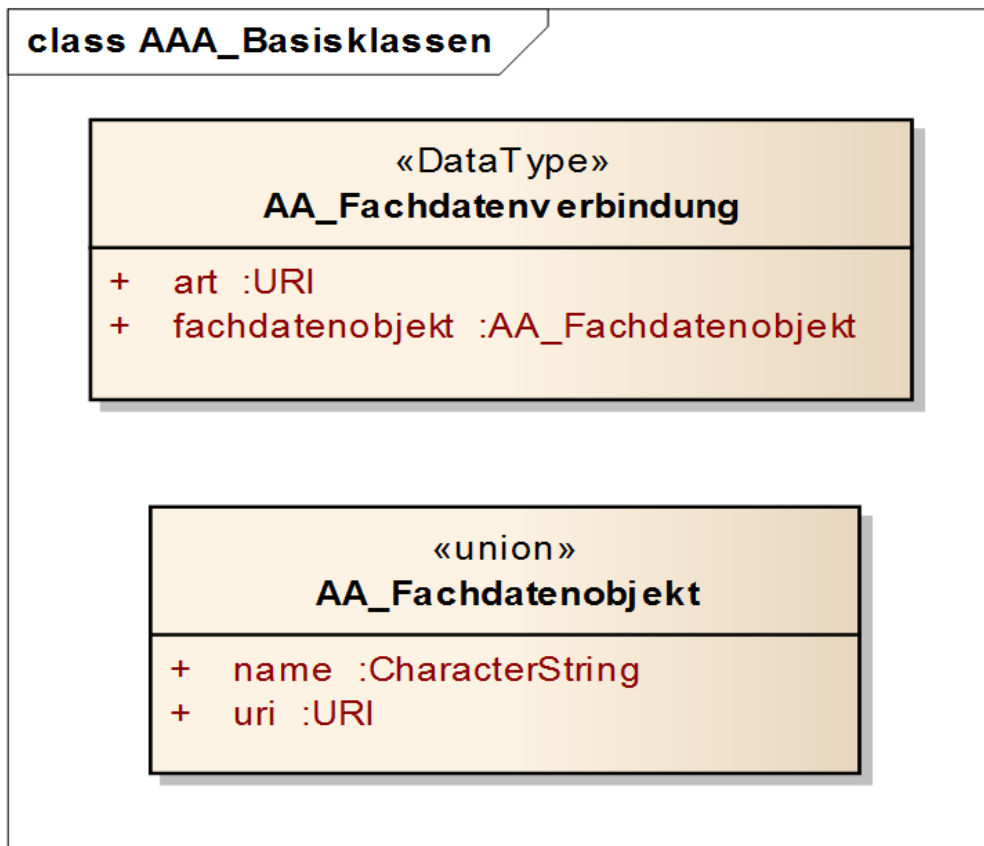 class AAA_Basisklassen
«DataType»
AA_Fachdatenverbindung
+ art :URI
+ fachdatenobjekt :AA_Fachdatenobjekt
«union»
AA_Fachdatenobjekt
+ name :CharacterString
+ uri :URI